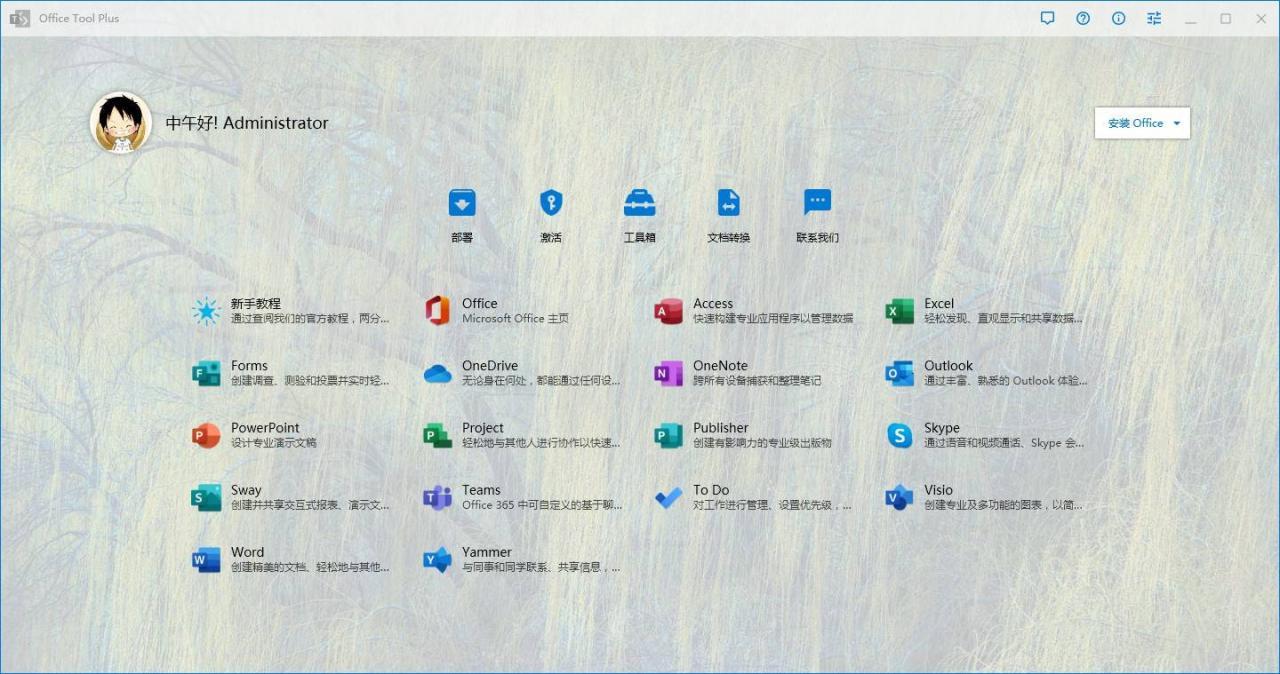 Office Tool Plus
中午好! Administrator
安装 Office
部署
激活
工具箱
文档转换
联系我们
新手教程
通过查阅我们的官方教程，两分...
Office
Microsoft Office 主页
Access
快速构建专业应用程序以管理数据
Excel
轻松发现、直观显示和共享数据...
Forms
创建调查、测验和投票并实时轻...
OneDrive
无论身在何处，都能通过任何设...
OneNote
跨所有设备捕获和整理笔记
Outlook
通过丰富、熟悉的 Outlook 体验...
PowerPoint
设计专业演示文稿
Project
轻松地与其他人进行协作以快速...
Publisher
创建有影响力的专业级出版物
Skype
通过语音和视频通话、Skype 会...
Sway
创建并共享交互式报表、演示文...
Teams
Office 365 中可自定义的基于聊...
To Do
对工作进行管理、设置优先级，...
Visio
创建专业及多功能的图表，以简...
Word
创建精美的文档、轻松地与其他...
Yammer
与同事和同学联系、共享信息，...